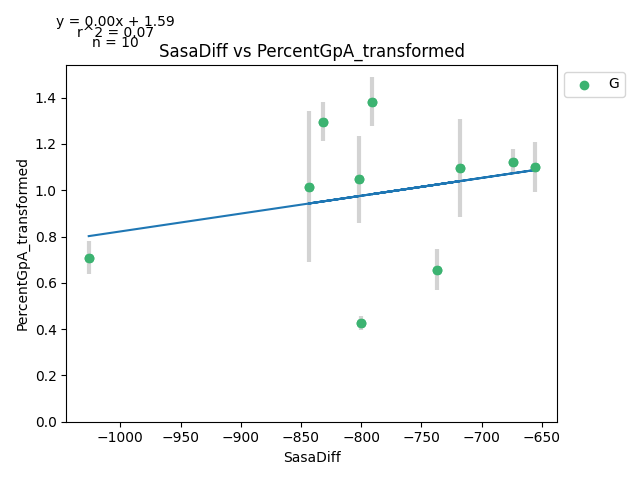 y = 0.00x + 1.59
r^2 = 0.07
n = 10
SasaDiff vs PercentGpA_transformed
G
PercentGpA_transformed
1.4
1.2
1.0
0.8
0.6
0.4
0.2
0.0
−1000 −950 −900 −850 −800 −750 −700 −650
SasaDiff